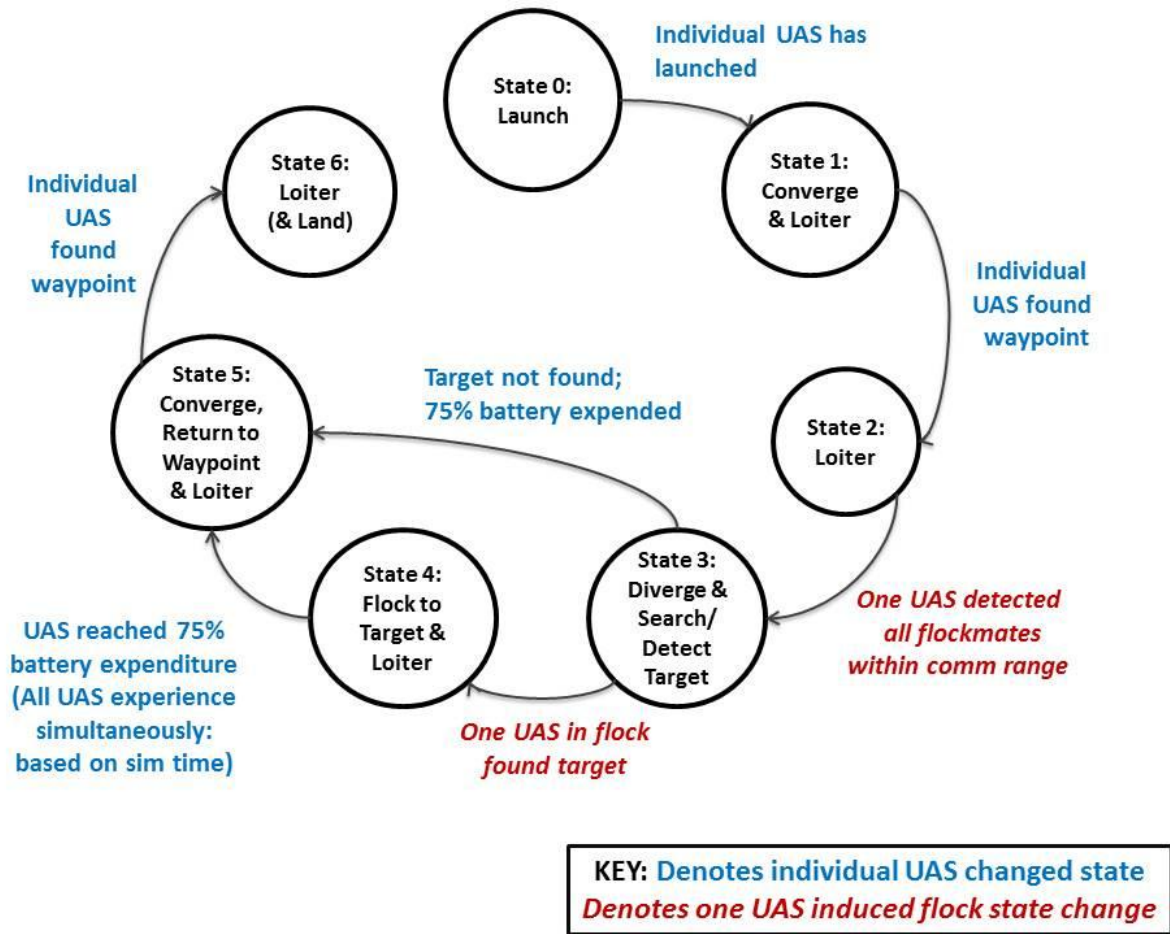 State 0:
Launch
Individual UAS has
launched
State 1:
Converge
& Loiter
Individual
UAS found
waypoint
State 2:
Loiter
One UAS detected
all flockmates
within comm range
State 3:
Diverge &
Search/
Detect
Target
One UAS in flock
found target
State 4:
Flock to
Target &
Loiter
Target not found;
75% battery expended
UAS reached 75%
battery expenditure
(All UAS experience
simultaneously:
based on sim time)
State 5:
Converge,
Return to
Waypoint
& Loiter
Individual
UAS
found
waypoint
State 6:
Loiter
(& Land)
KEY: Denotes individual UAS changed state
Denotes one UAS induced flock state change